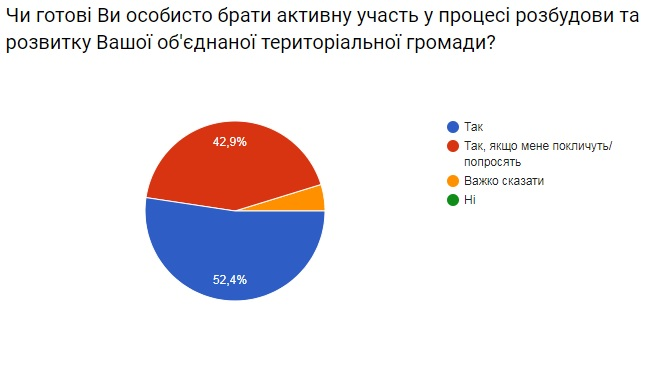 Чи готові Ви особисто брати активну участь у процесі розбудови та
розвитку Вашої об'єднаної територіальної громади?
42,9%
52,4%
Так
Так, якщо мене покличуть/
попросять
Важко сказати
Ні